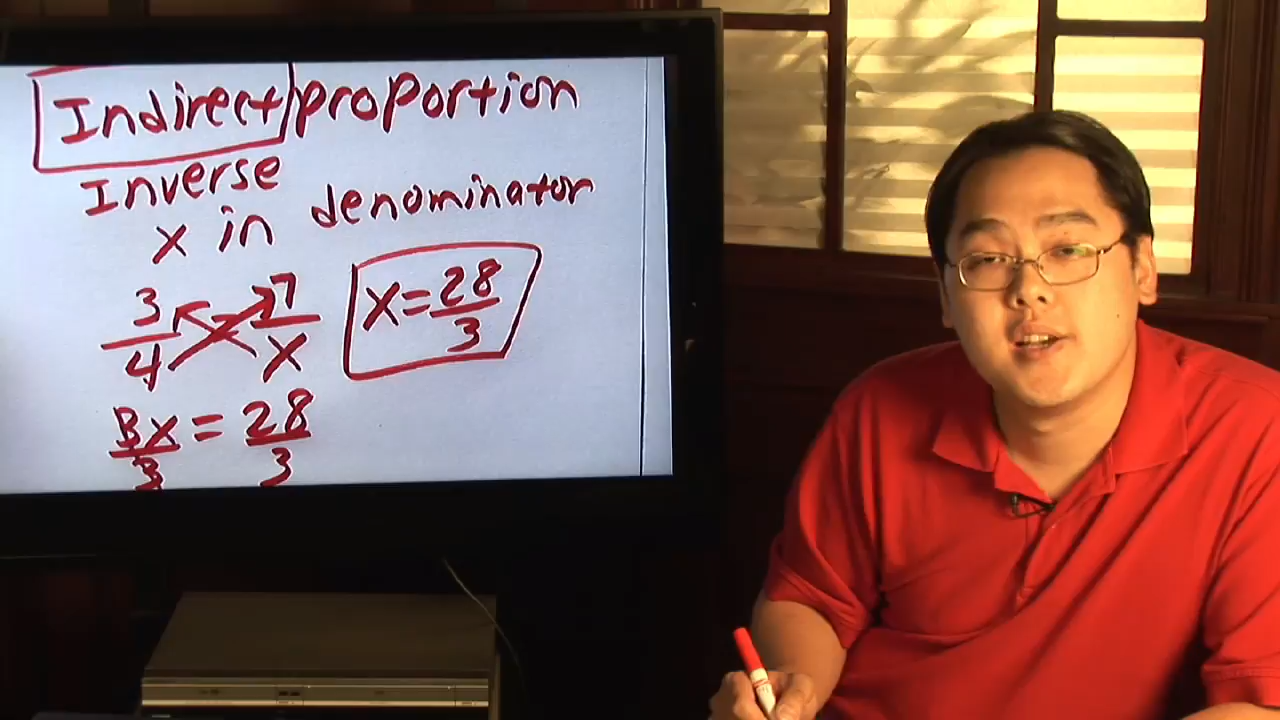 Indirect/proportion
Inverse
x in denominator
3/4 7/x
x=28/3
3x/3 = 28/3